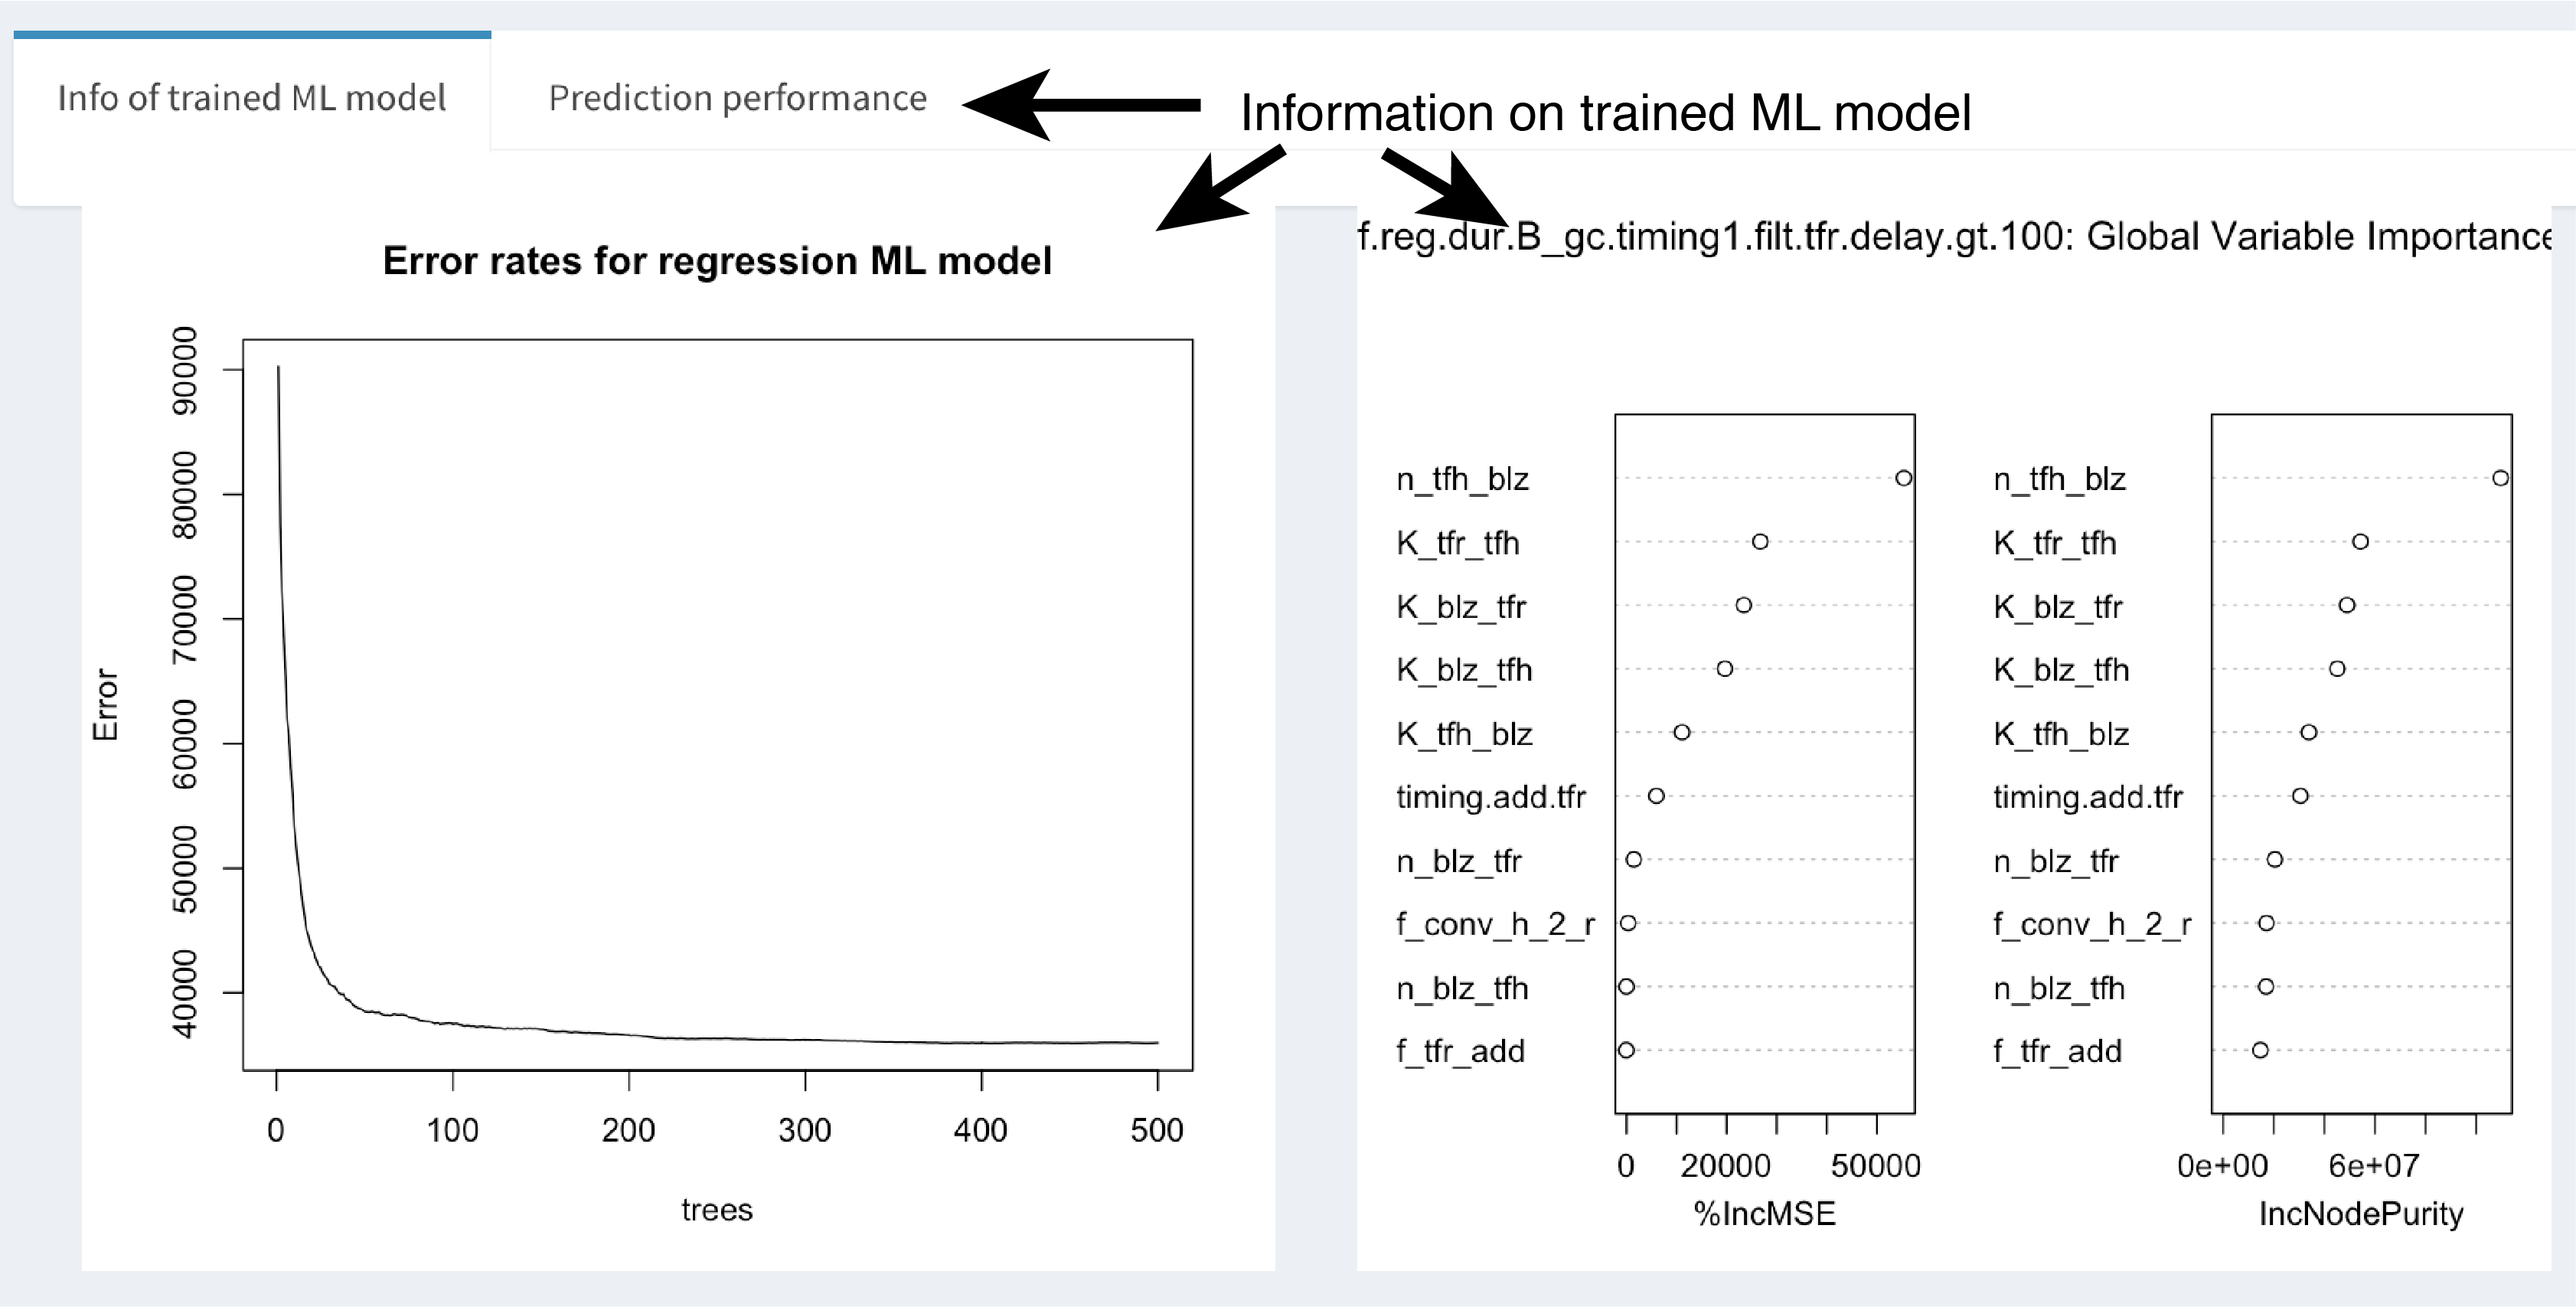 Info of trained ML model
Prediction performance
Information on trained ML model
Error rates for regression ML model
Error
90000
80000
70000
60000
50000
40000
0 100 200 300 400 500
trees
f.reg.dur.B_gc.timing1.filt.tfr.delay.gt.100: Global Variable Importance
n_tfh_blz
K_tfr_tfh
K_blz_tfr
K_blz_tfh
K_tfh_blz
timing.add.tfr
n_blz_tfr
f_conv_h_2_r
n_blz_tfh
f_tfr_add
0 20000 50000
%IncMSE
n_tfh_blz
K_tfr_tfh
K_blz_tfr
K_blz_tfh
K_tfh_blz
timing.add.tfr
n_blz_tfr
f_conv_h_2_r
n_blz_tfh
f_tfr_add
0e+00 6e+07
IncNodePurity